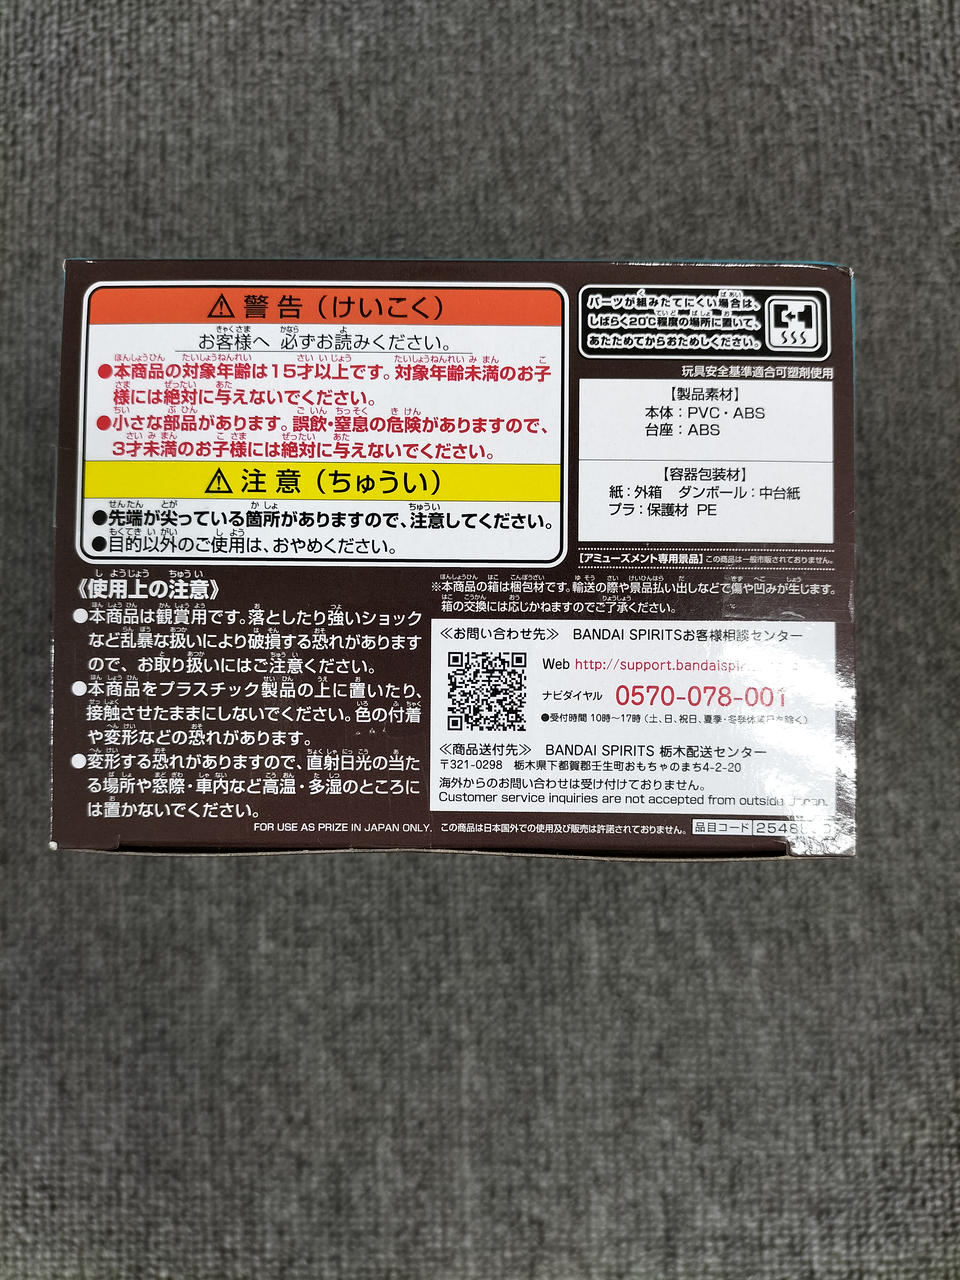 ⚠警告（けいこく）
お客様へ 必ずお読みください。
●本商品の対象年齢は15才以上です。対象年齢未満のお子
様には絶対に与えないでください。
●小さな部品があります。誤飲・窒息の危険がありますので、
3才未満のお子様には絶対に与えないでください。
⚠注意（ちゅうい）
●先端が尖っている箇所がありますので、注意してください。
●目的以外のご使用は、おやめください。
パーツが組みたてにくい場合は、
しばらく20℃程度の場所に置いて、
あたためてからおためしください。
玩具安全基準適合可塑剤使用
【製品素材】
本体：PVC・ABS
台座：ABS
【容器包装材】
紙：外箱 ダンボール：中台紙
プラ：保護材 PE
【アミューズメント専用景品】この商品は一般市販されておりません。
※本商品の箱は梱包材です。輸送の際や景品払い出しなどで傷や凹みが生じます。
箱の交換には応じかねますのでご了承ください。
《使用上の注意》
●本商品は観賞用です。落としたり強いショック
など乱暴な扱いにより破損する恐れがあります
ので、お取り扱いにはご注意ください。
●本商品をプラスチック製品の上に置いたり、
接触させたままにしないでください。色の付着
や変形などの恐れがあります。
●変形する恐れがありますので、直射日光の当た
る場所や窓際・車内など高温・多湿のところに
は置かないでください。
≪お問い合わせ先≫ BANDAI SPIRITSお客様相談センター
Web http://support.bandaispi
ナビダイヤル 0570-078-001
●受付時間 10時～17時（土、日、祝日、夏季・冬季休業日を除く）
≪商品送付先≫ BANDAI SPIRITS 栃木配送センター
〒321-0298 栃木県下都賀郡壬生町おもちゃのまち4-2-20
海外からのお問い合わせは受け付けておりません。
Customer service inquiries are not accepted from outside Japan.
FOR USE AS PRIZE IN JAPAN ONLY. この商品は日本国外での使用及び販売は許諾されておりません。 品目コード 2548